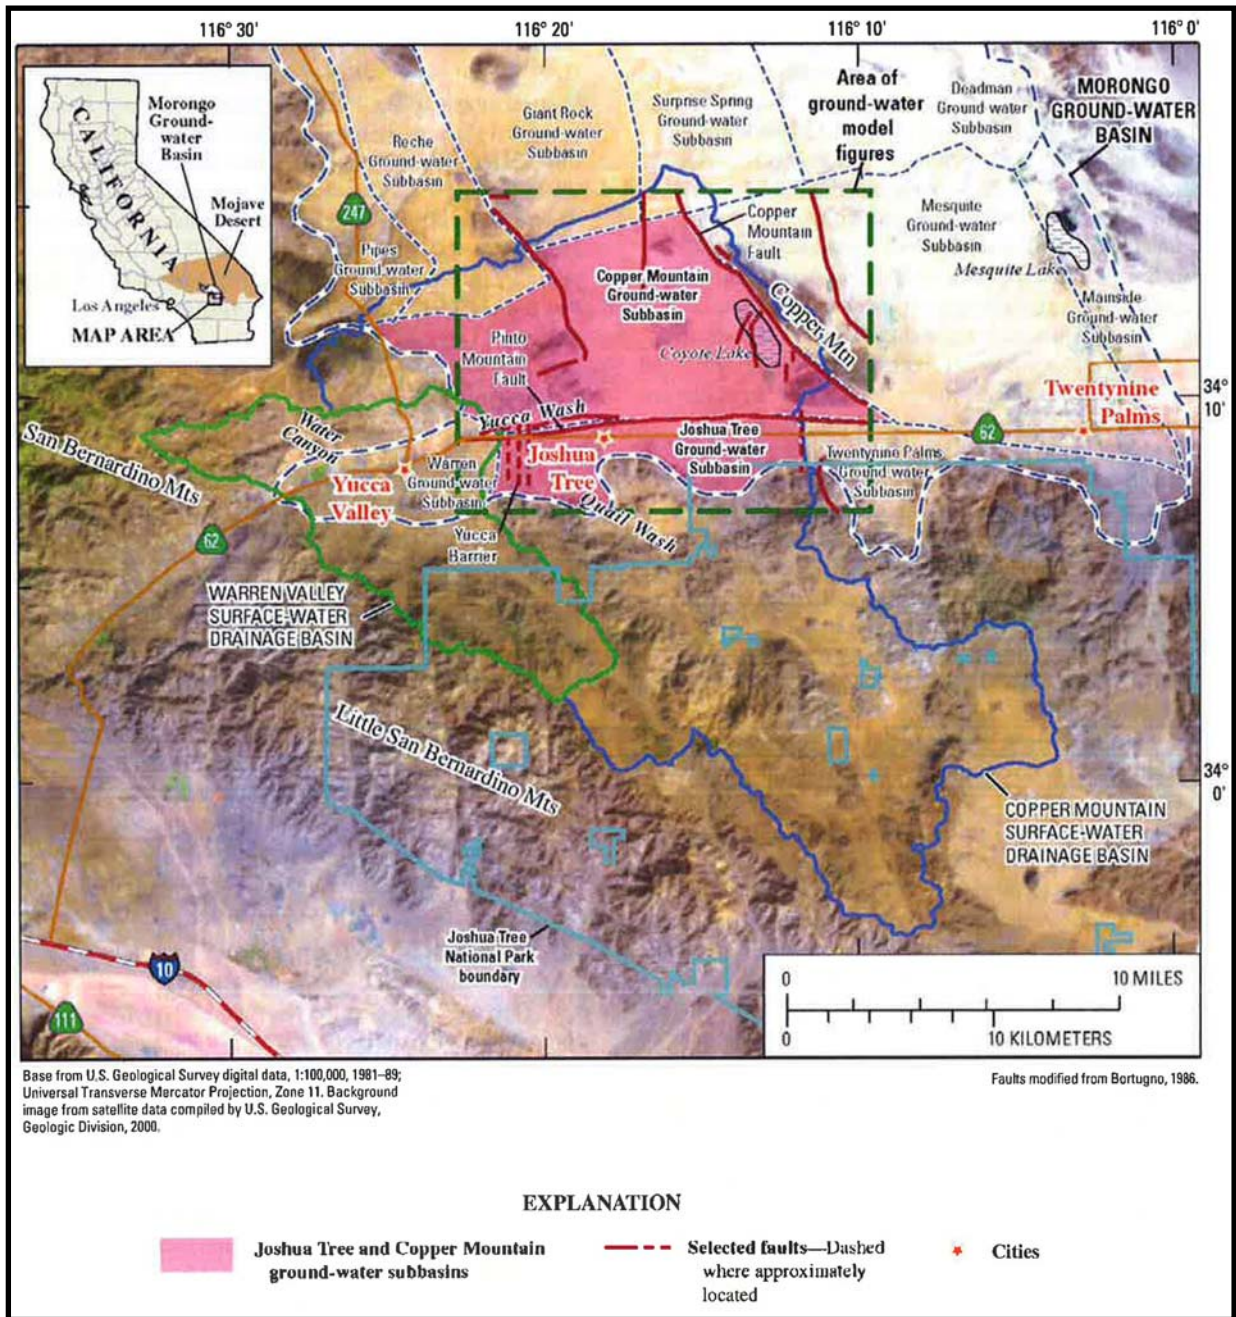 116° 30'
116° 20'
116° 10'
116° 0'
CALIFORNIA
Morongo
Ground-
water
Basin
Mojave
Desert
Los Angeles
MAP AREA
247
Reche
Ground-water
Subbasin
Giant Rock
Ground-water
Subbasin
Surprise Spring
Ground-water
Subbasin
Area of
ground-water
model
figures
Deadman
Ground-water
Subbasin
MORONGO
GROUND-WATER
BASIN
Pipes
Ground-water
Subbasin
Copper
Mountain
Fault
Mesquite
Ground-water
Subbasin
Mesquite Lake
Copper Mountain
Ground-water
Subbasin
Copper Mtn
Coyote Lake
Mainside
Ground-water
Subbasin
Pinto
Mountain
Fault
Twentynine
Palms
34°
10'
Yucca Wash
Water
Canyon
San Bernardino Mts
Joshua Tree
Ground-water
Subbasin
62
Joshua
Tree
Warren
Ground-water
Subbasin
Twentynine Palms
Ground-water
Subbasin
Yucca
Valley
Quail Wash
Yucca
Barrier
62
WARREN VALLEY
SURFACE-WATER
DRAINAGE BASIN
Little San Bernardino Mts
34°
0'
COPPER MOUNTAIN
SURFACE-WATER
DRAINAGE BASIN
Joshua Tree
National Park
boundary
10
111
0 10 MILES
0 10 KILOMETERS
Base from U.S. Geological Survey digital data, 1:100,000, 1981–89;
Universal Transverse Mercator Projection, Zone 11. Background
image from satellite data compiled by U.S. Geological Survey,
Geologic Division, 2000.
Faults modified from Bortugno, 1986.
EXPLANATION
Joshua Tree and Copper Mountain
ground-water subbasins
Selected faults—Dashed
where approximately
located
Cities